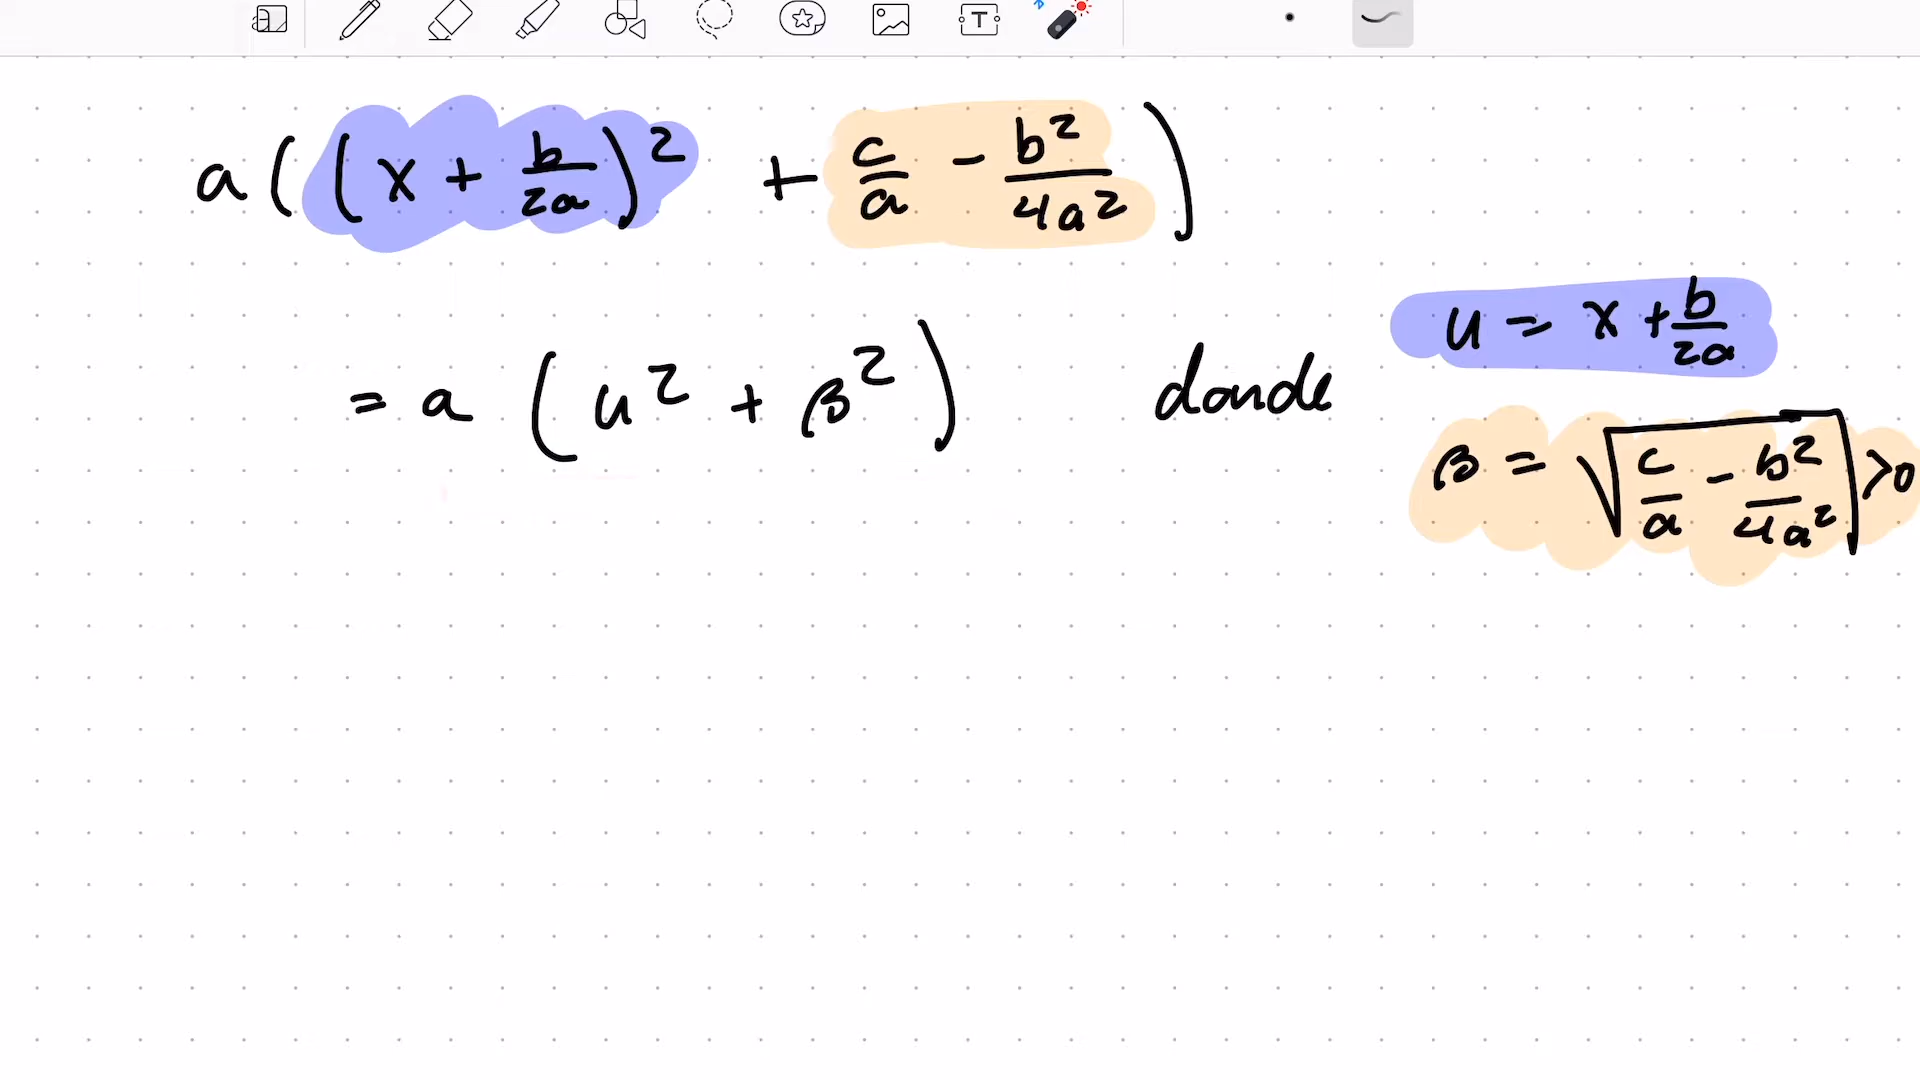 a((x + b/2a)² + c/a - b²/4a²)
= a (u² + β²) donde
u = x + b/2a
β = √(c/a - b²/4a²) >0